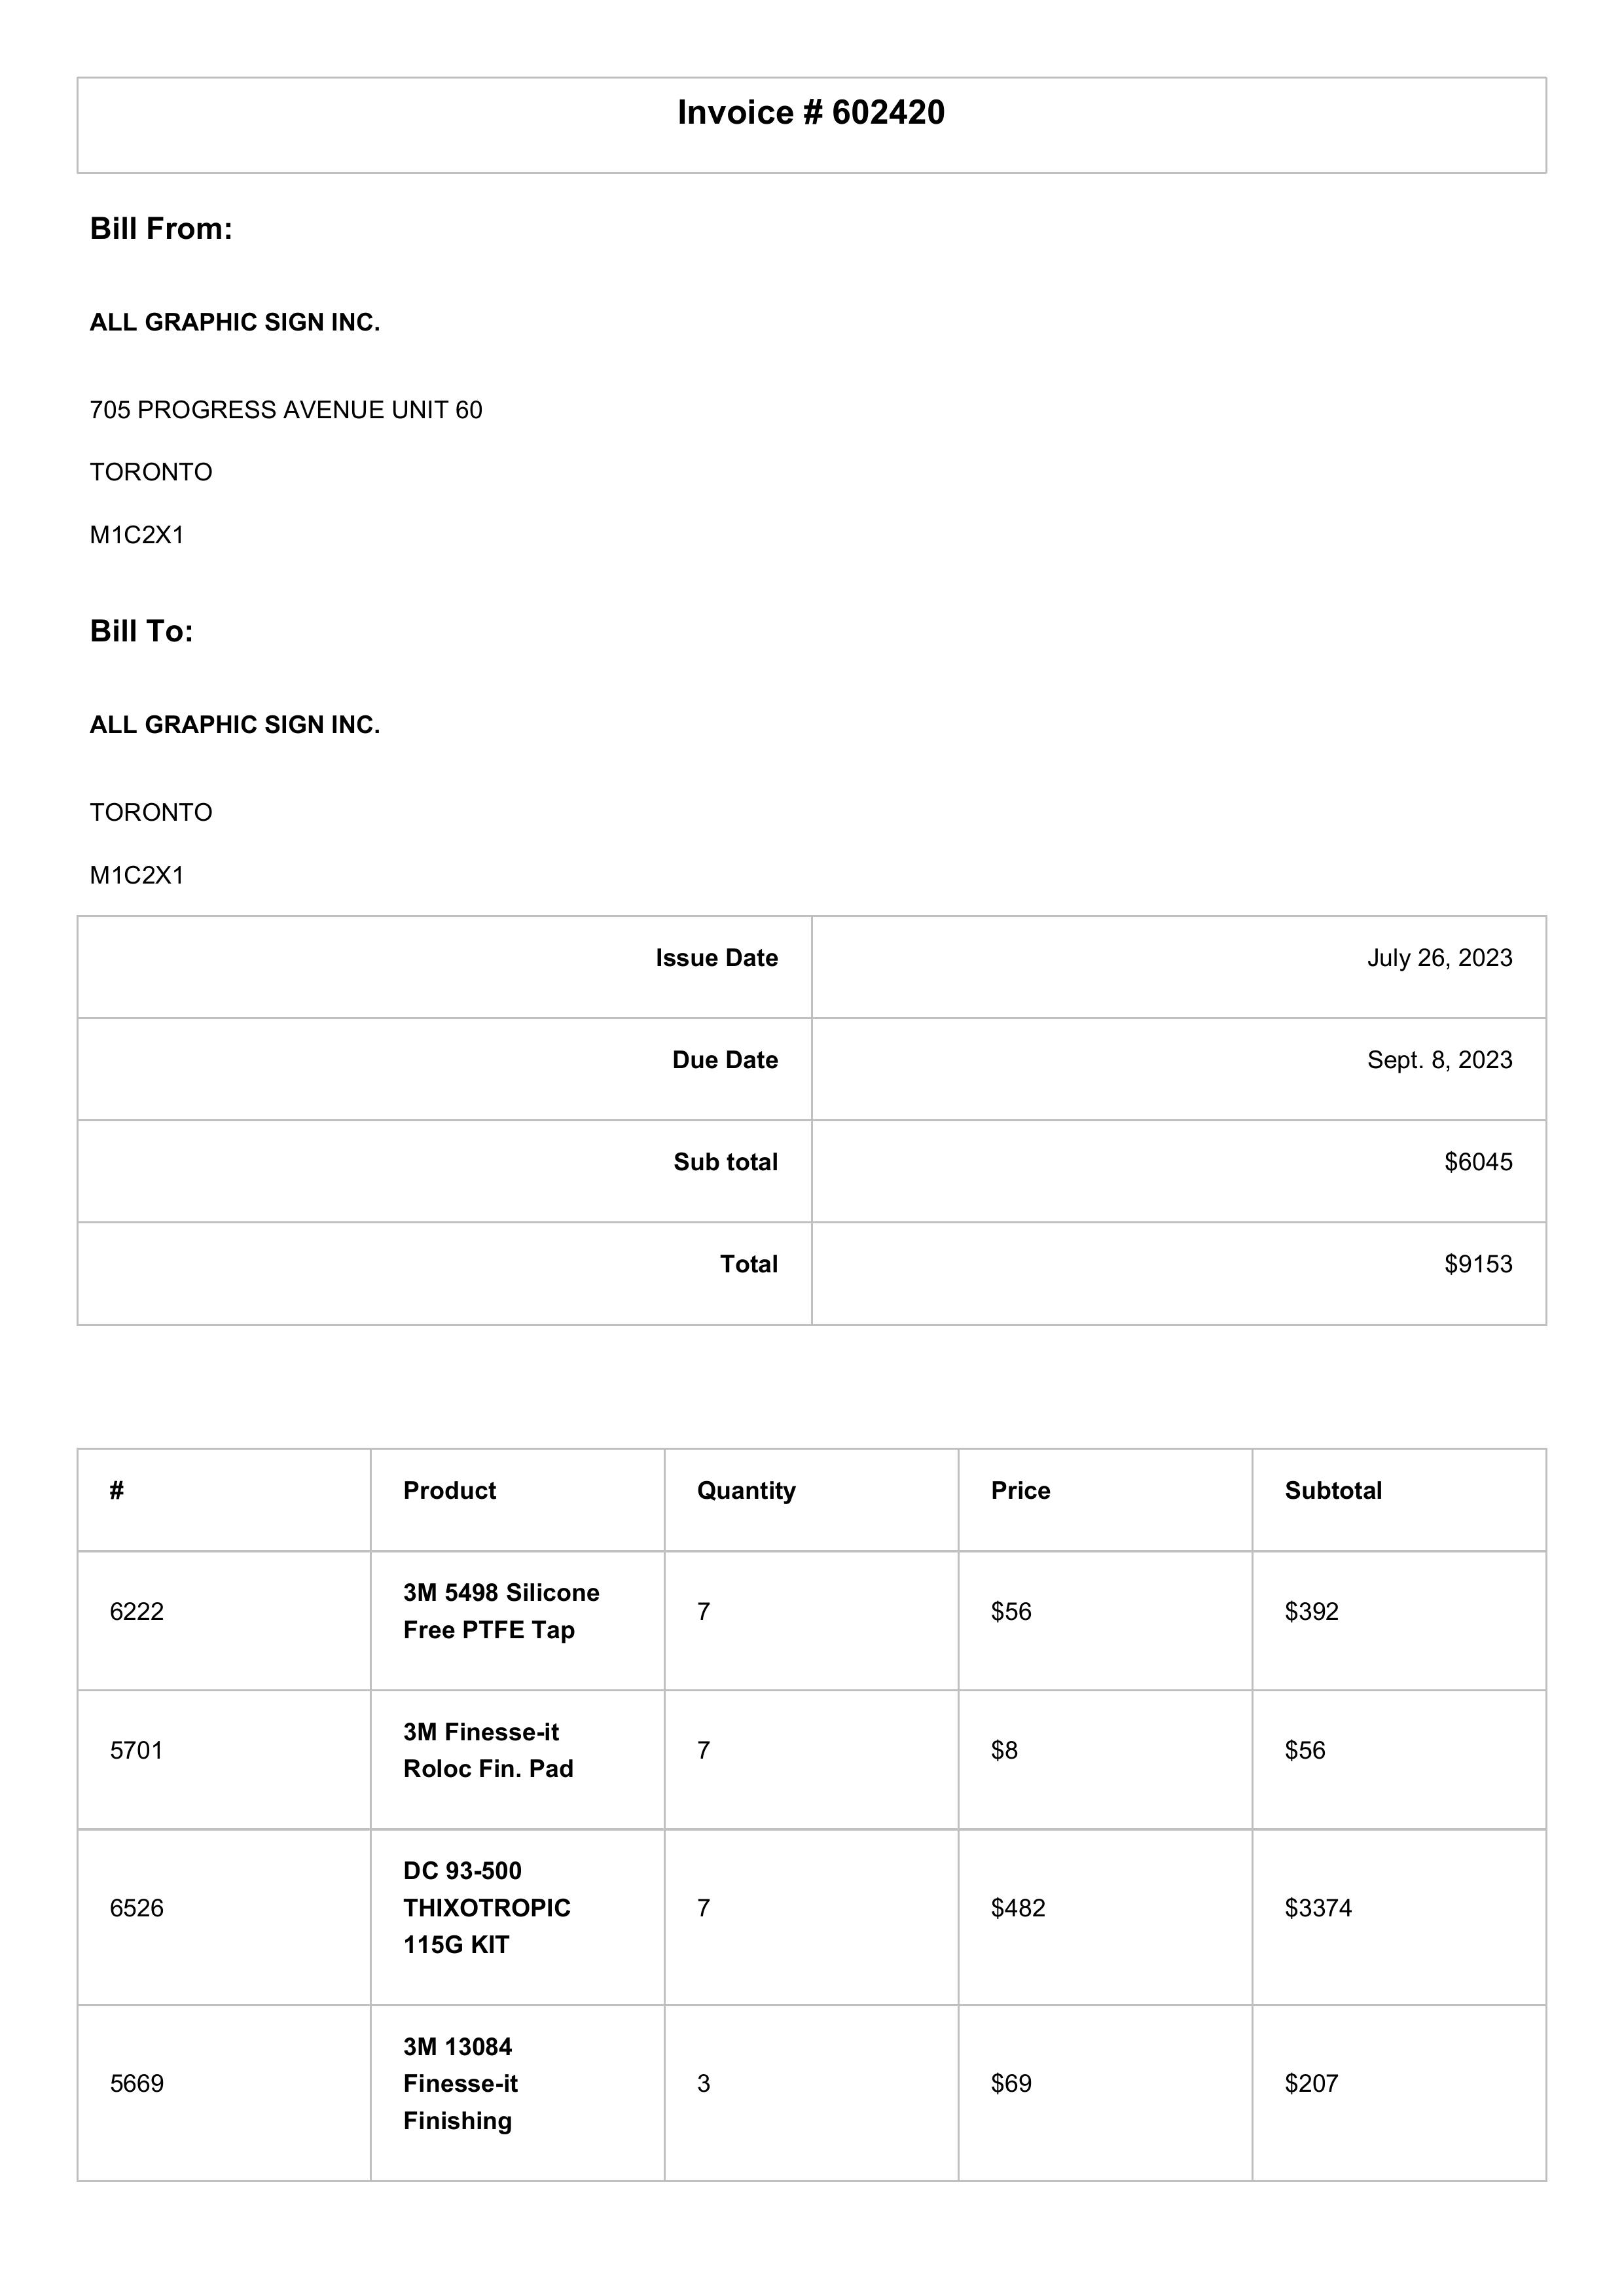 Invoice # 602420
Bill From:
ALL GRAPHIC SIGN INC.
705 PROGRESS AVENUE UNIT 60
TORONTO
M1C2X1
Bill To:
ALL GRAPHIC SIGN INC.
TORONTO
M1C2X1
Issue Date July 26, 2023
Due Date Sept. 8, 2023
Sub total $6045
Total $9153
# Product Quantity Price Subtotal
3M 5498 Silicone
6222 7 $56 $392
Free PTFE Tap
3M Finesse-it
5701 7 $8 $56
Roloc Fin. Pad
DC 93-500
6526 THIXOTROPIC 7 $482 $3374
115G KIT
3M 13084
5669 Finesse-it 3 $69 $207
Finishing